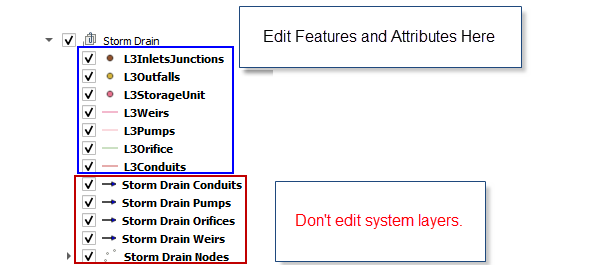 Edit Features and Attributes Here
Storm Drain
L3InletsJunctions
L3Outfalls
L3StorageUnit
L3Weirs
L3Pumps
L3Orifice
L3Conduits
Storm Drain Conduits
Storm Drain Pumps
Storm Drain Orifices
Storm Drain Weirs
Storm Drain Nodes
Don't edit system layers.